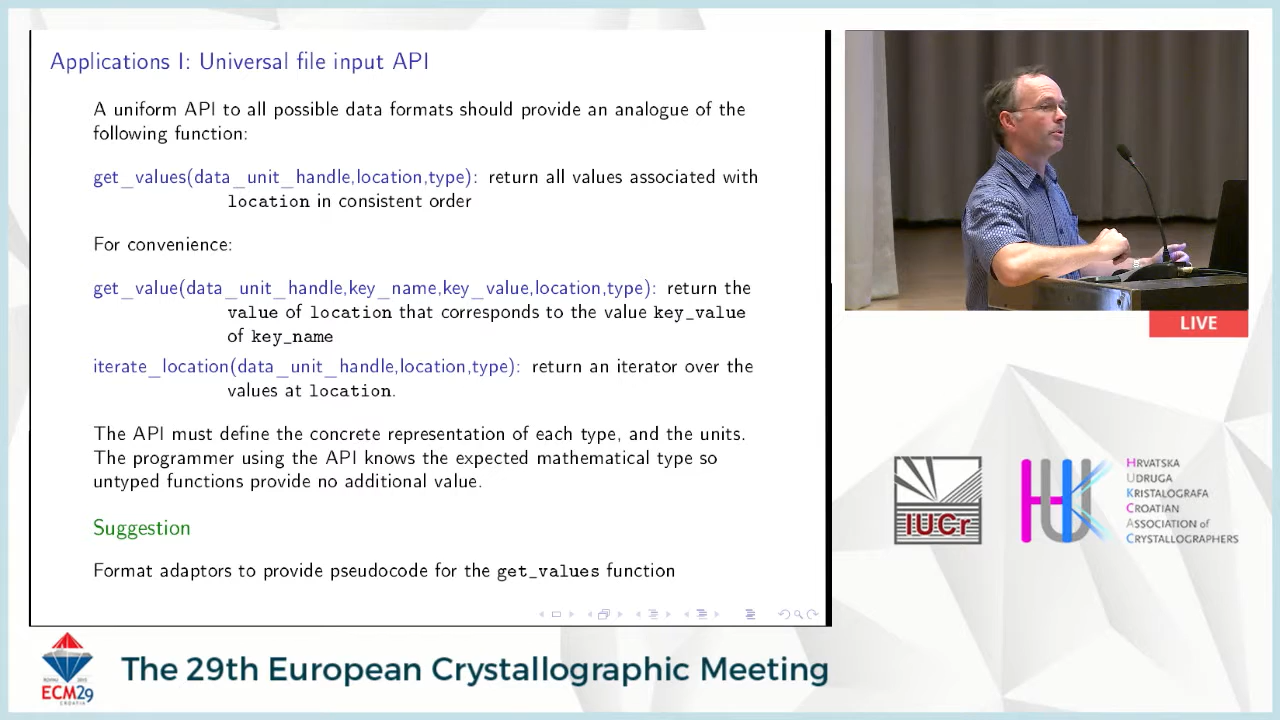 Applications I: Universal file input API
A uniform API to all possible data formats should provide an analogue of the
following function:
get_values(data_unit_handle,location,type): return all values associated with
location in consistent order
For convenience:
get_value(data_unit_handle,key_name,key_value,location,type): return the
value of location that corresponds to the value key_value
of key_name
iterate_location(data_unit_handle,location,type): return an iterator over the
values at location.
The API must define the concrete representation of each type, and the units.
The programmer using the API knows the expected mathematical type so
untyped functions provide no additional value.
Suggestion
Format adaptors to provide pseudocode for the get_values function
LIVE
IUCr
HUK
HRVATSKA
UDRUGA
KRISTALOGRAFA
CROATIAN
ASSOCIATION of
CRYSTALLOGRAPHERS
ECM29
CROATIA
The 29th European Crystallographic Meeting